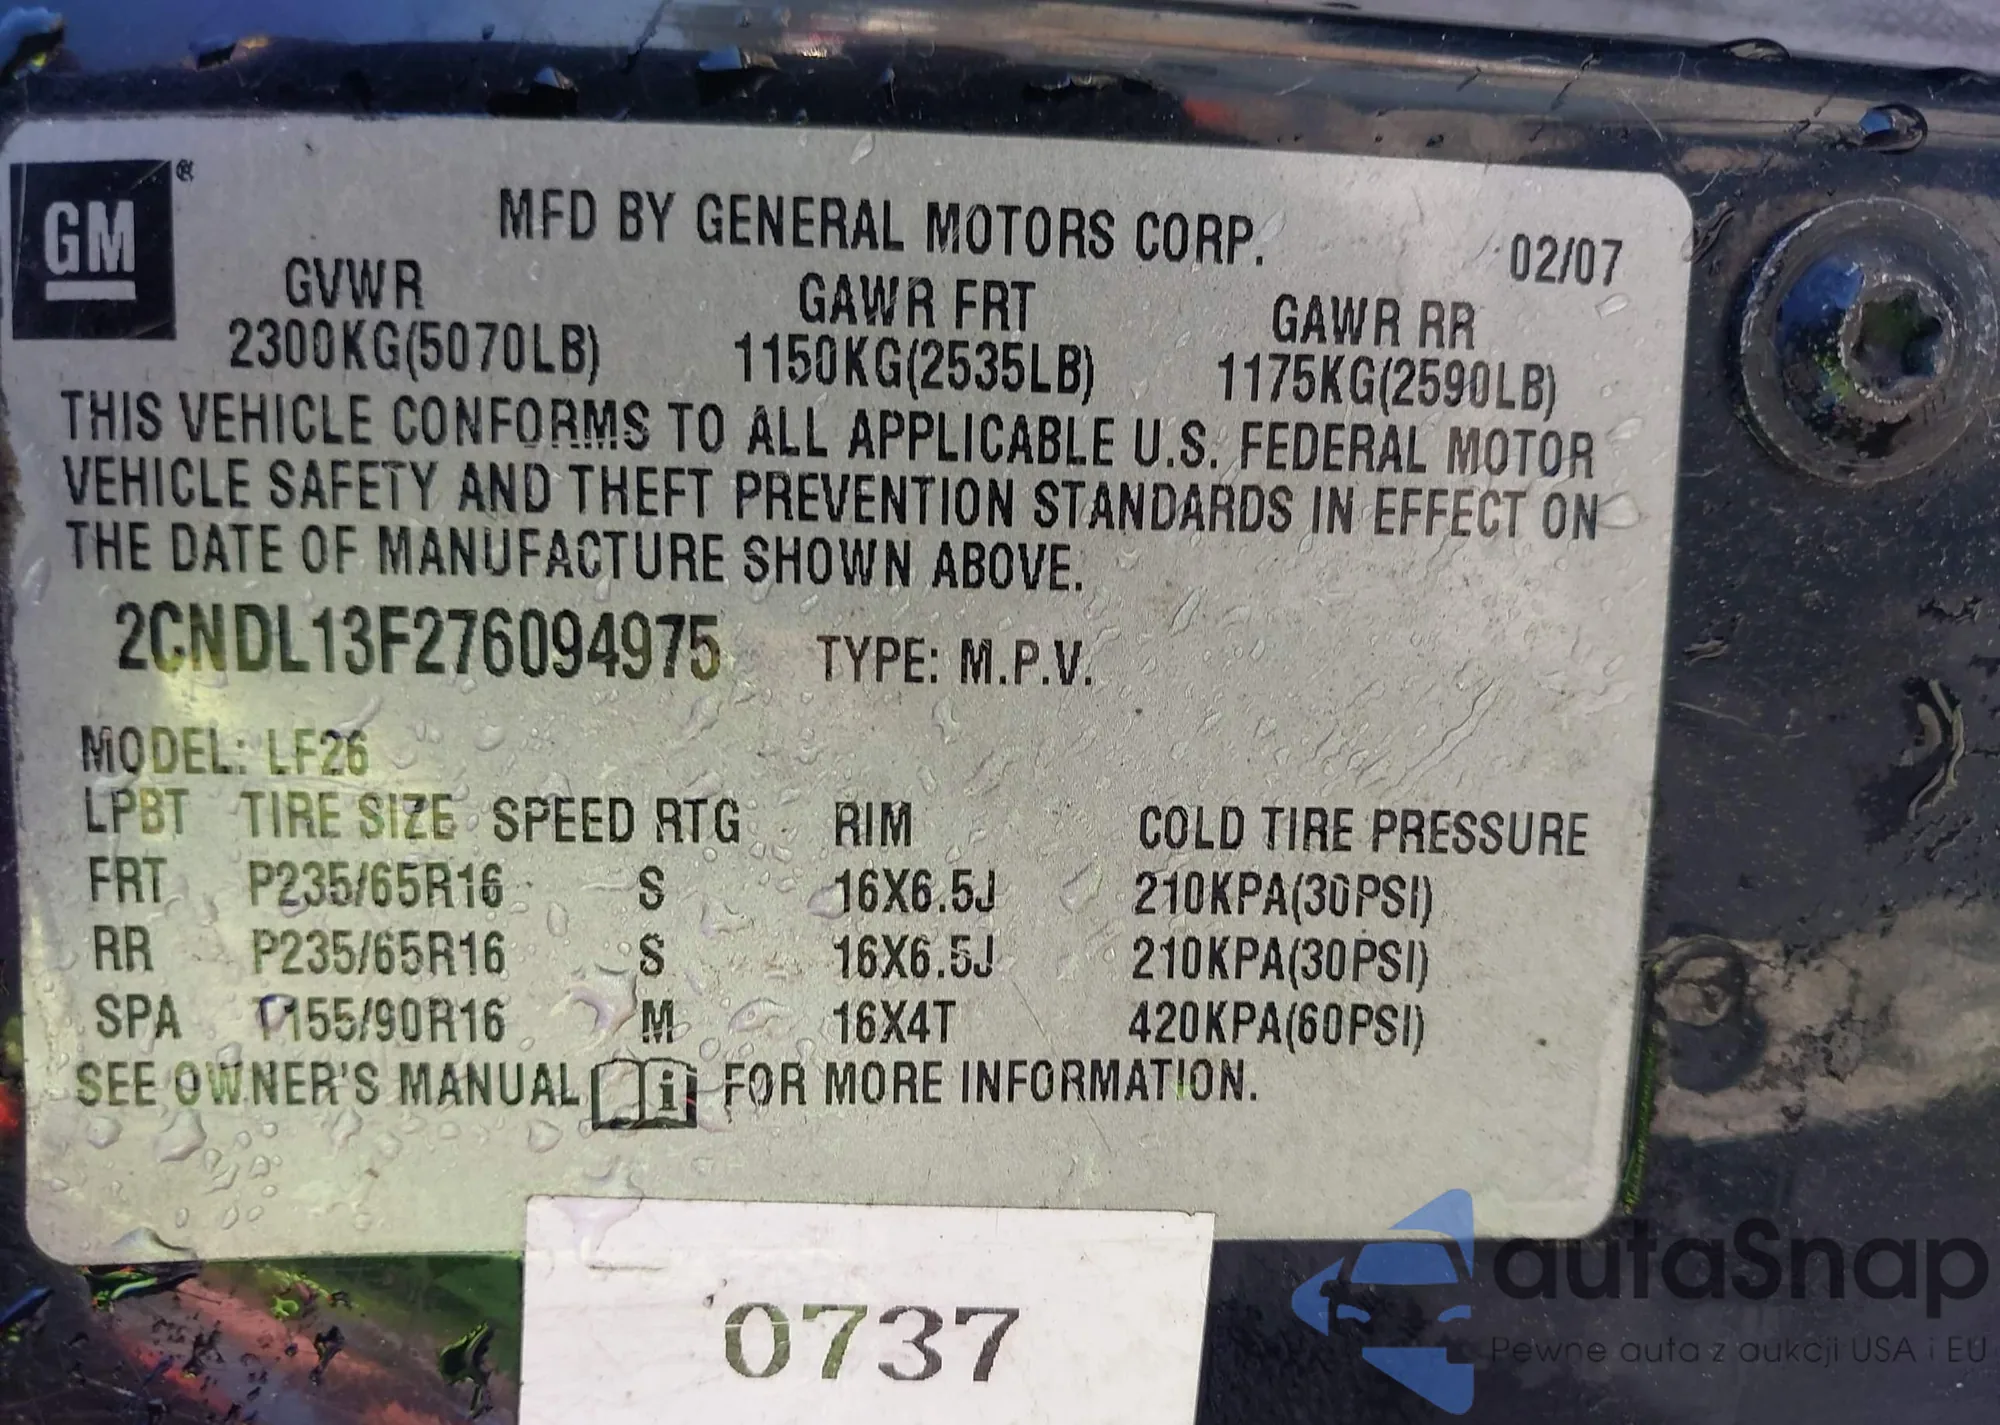 GM®
MFD BY GENERAL MOTORS CORP. 02/07
GVWR GAWR FRT GAWR RR
2300KG(5070LB) 1150KG(2535LB) 1175KG(2590LB)
THIS VEHICLE CONFORMS TO ALL APPLICABLE U.S. FEDERAL MOTOR
VEHICLE SAFETY AND THEFT PREVENTION STANDARDS IN EFFECT ON
THE DATE OF MANUFACTURE SHOWN ABOVE.
2CNDL13F276094975 TYPE: M.P.V.
MODEL: LF26
LPBT TIRE SIZE SPEED RTG RIM COLD TIRE PRESSURE
FRT P235/65R16 S 16X6.5J 210KPA(30PSI)
RR P235/65R16 S 16X6.5J 210KPA(30PSI)
SPA T155/90R16 M 16X4T 420KPA(60PSI)
SEE OWNER'S MANUAL i FOR MORE INFORMATION.
0737
autaSnap
Pewne auta z aukcji USA i EU